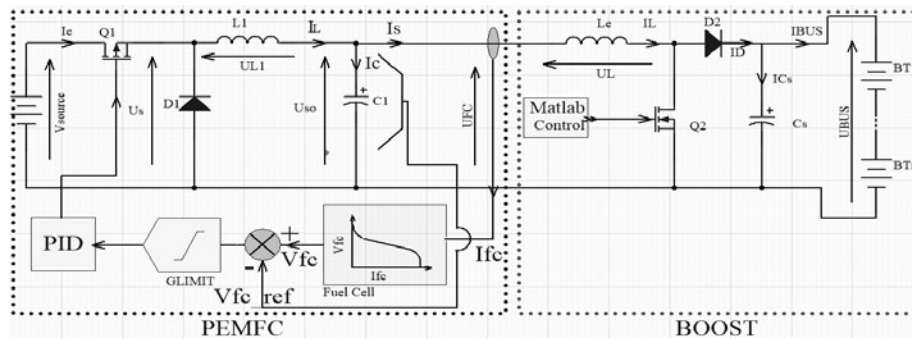 Ie
Q1
L1
IL
Is
Le
IL
D2
ID
IBUS
UL1
Ic
UL
ICs
BT
Vsource
Us
D1
Uso
C1
UFC
Matlab
Control
Q2
Cs
UBUS
BT
PID
GLIMIT
+
-
Vfc
Vfc ref
Vfc
Ifc
Fuel Cell
Ifc
PEMFC
BOOST